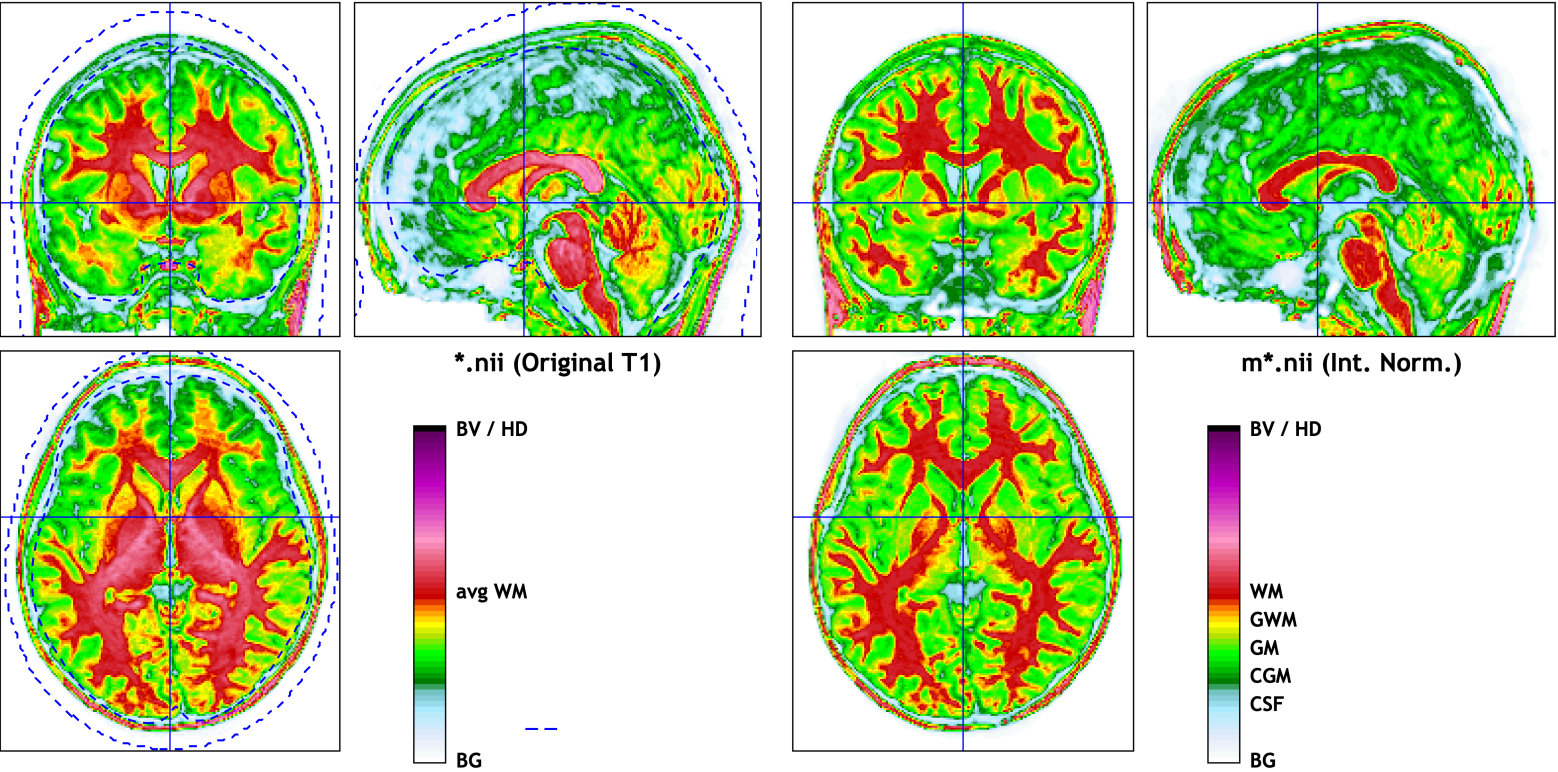 *.nii (Original T1)
BV / HD
avg WM
BG
m*.nii (Int. Norm.)
BV / HD
WM
GWM
GM
CGM
CSF
BG